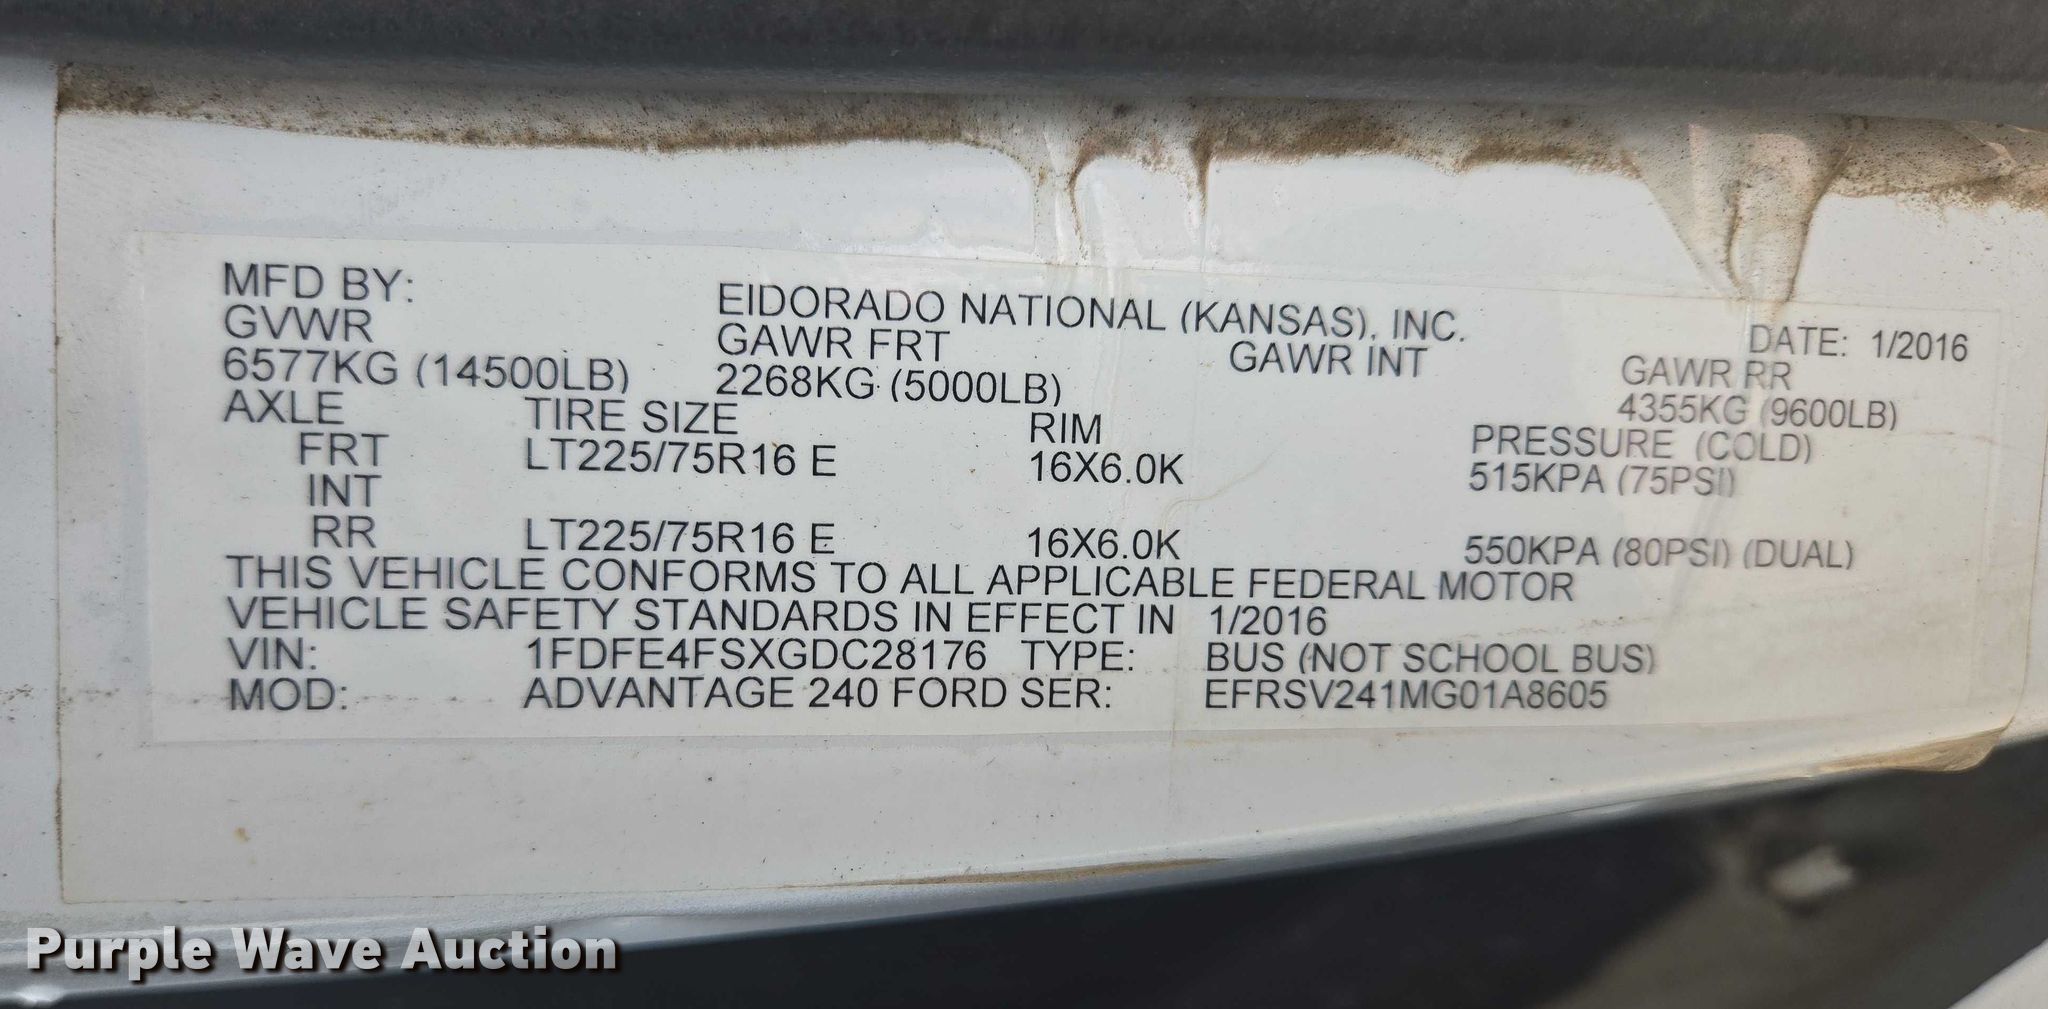 MFD BY: EIDORADO NATIONAL (KANSAS), INC. DATE: 1/2016
GVWR GAWR FRT GAWR INT GAWR RR
6577KG (14500LB) 2268KG (5000LB) 4355KG (9600LB)
AXLE TIRE SIZE RIM PRESSURE (COLD)
FRT LT225/75R16 E 16X6.0K 515KPA (75PSI)
INT
RR LT225/75R16 E 16X6.0K 550KPA (80PSI) (DUAL)
THIS VEHICLE CONFORMS TO ALL APPLICABLE FEDERAL MOTOR
VEHICLE SAFETY STANDARDS IN EFFECT IN 1/2016
VIN: 1FDFE4FSXGDC28176 TYPE: BUS (NOT SCHOOL BUS)
MOD: ADVANTAGE 240 FORD SER: EFRSV241MG01A8605
Purple Wave Auction